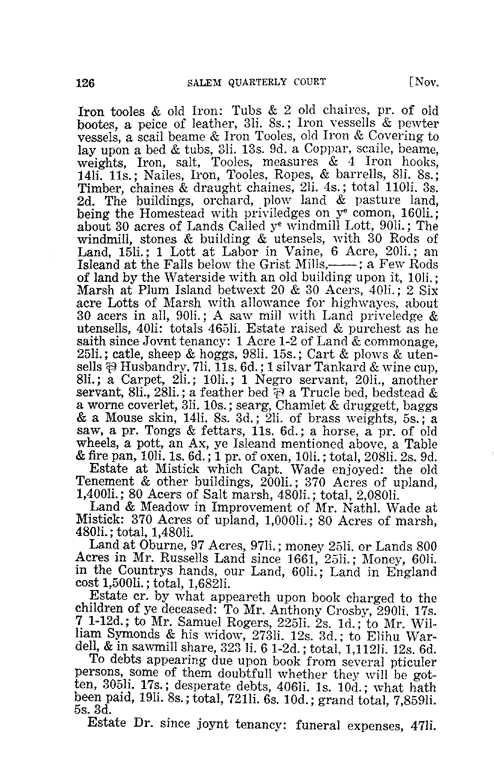 126 SALEM QUARTERLY COURT [Nov.
Iron tooles & old Iron: Tubs & 2 old chaires, pr. of old
bootes, a peice of leather, 3li. 8s.; Iron vessells & pewter
vessels, a scail beame & Iron Tooles, old Iron & Covering to
lay upon a bed & tubs, 3li. 13s. 9d. a Coppar, scaile, beame,
weights, Iron, salt, Tooles, measures & 4 Iron hooks,
14li. 11s.; Nailes, Iron, Tooles, Ropes, & barrells, 8li. 8s.;
Timber, chaines & draught chaines, 2li. 4s.; total 110li. 3s.
2d. The buildings, orchard, plow land & pasture land,
being the Homestead with priviledges on yᵉ comon, 160li.;
about 30 acres of Lands Called yᵉ windmill Lott, 90li.; The
windmill, stones & building & utensels, with 30 Rods of
Land, 15li.; 1 Lott at Labor in Vaine, 6 Acre, 20li.; an
Isleand at the Falls below the Grist Mills,——; a Few Rods
of land by the Waterside with an old building upon it, 10li.;
Marsh at Plum Island betwext 20 & 30 Acers, 40li.; 2 Six
acre Lotts of Marsh with allowance for highwayes, about
30 acers in all, 90li.; A saw mill with Land priveledge &
utensells, 40li: totals 465li. Estate raised & purchest as he
saith since Jovnt tenancy: 1 Acre 1-2 of Land & commonage,
25li.; catle, sheep & hoggs, 98li. 15s.; Cart & plows & uten-
sells ⅌ Husbandry. 7li. 11s. 6d.; 1 silvar Tankard & wine cup,
8li.; a Carpet, 2li.; 10li.; 1 Negro servant, 20li., another
servant, 8li., 28li.; a feather bed ⅌ a Trucle bed, bedstead &
a worne coverlet, 3li. 10s.; searg, Chamlet & druggett, baggs
& a Mouse skin, 14li. 8s. 3d.; 2li. of brass weights, 5s.; a
saw, a pr. Tongs & fettars, 11s. 6d.; a horse, a pr. of old
wheels, a pott, an Ax, ye Isleand mentioned above, a Table
& fire pan, 10li. 1s. 6d.; 1 pr. of oxen, 10li.; total, 208li. 2s. 9d.
Estate at Mistick which Capt. Wade enjoyed: the old
Tenement & other buildings, 200li.; 370 Acres of upland,
1,400li.; 80 Acers of Salt marsh, 480li.; total, 2,080li.
Land & Meadow in Improvement of Mr. Nathl. Wade at
Mistick: 370 Acres of upland, 1,000li.; 80 Acres of marsh,
480li.; total, 1,480li.
Land at Oburne, 97 Acres, 97li.; money 25li. or Lands 800
Acres in Mr. Russells Land since 1661, 25li.; Money, 60li.
in the Countrys hands, our Land, 60li.; Land in England
cost 1,500li.; total, 1,682li.
Estate cr. by what appeareth upon book charged to the
children of ye deceased: To Mr. Anthony Crosby, 290li. 17s.
7 1-12d.; to Mr. Samuel Rogers, 225li. 2s. 1d.; to Mr. Wil-
liam Symonds & his widow, 273li. 12s. 3d.; to Elihu War-
dell, & in sawmill share, 323 li. 6 1-2d.; total, 1,112li. 12s. 6d.
To debts appearing due upon book from several pticuler
persons, some of them doubtfull whether they will be got-
ten, 305li. 17s.; desperate debts, 406li. 1s. 10d.; what hath
been paid, 19li. 8s.; total, 721li. 6s. 10d.; grand total, 7,859li.
5s. 3d.
Estate Dr. since joynt tenancy: funeral expenses, 47li.